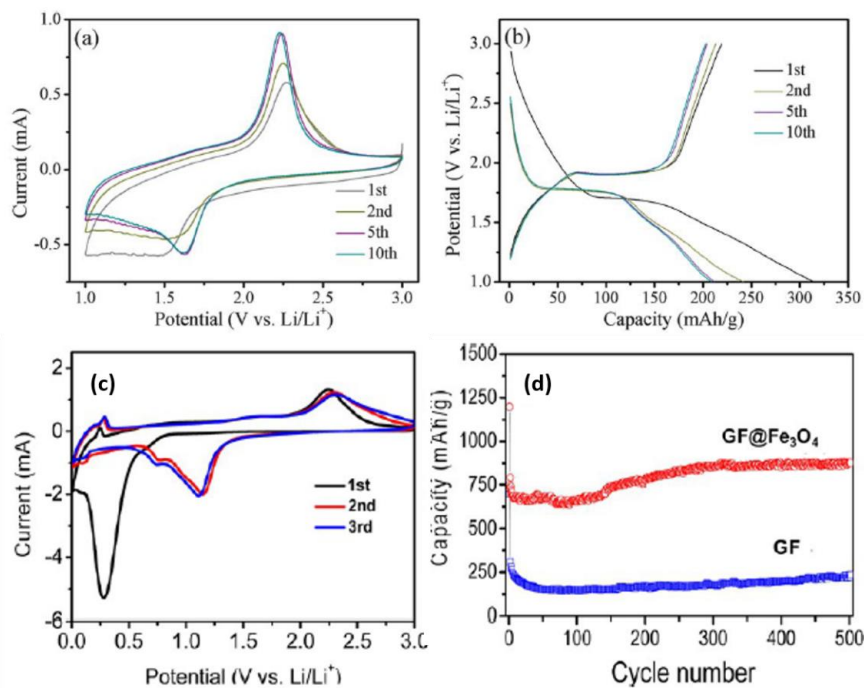 (a)
1.0
0.5
0.0
-0.5
Current (mA)
1st
2nd
5th
10th
1.0 1.5 2.0 2.5 3.0
Potential (V vs. Li/Li⁺)
(b)
3.0
2.5
2.0
1.5
1.0
Potential (V vs. Li/Li⁺)
1st
2nd
5th
10th
0 50 100 150 200 250 300 350
Capacity (mAh/g)
(c)
2
0
-2
-4
-6
Current (mA)
1st
2nd
3rd
0.0 0.5 1.0 1.5 2.0 2.5 3.0
Potential (V vs. Li/Li⁺)
(d)
1500
1250
1000
750
500
250
0
Capacity (mAh/g)
GF@Fe₃O₄
GF
0 100 200 300 400 500
Cycle number